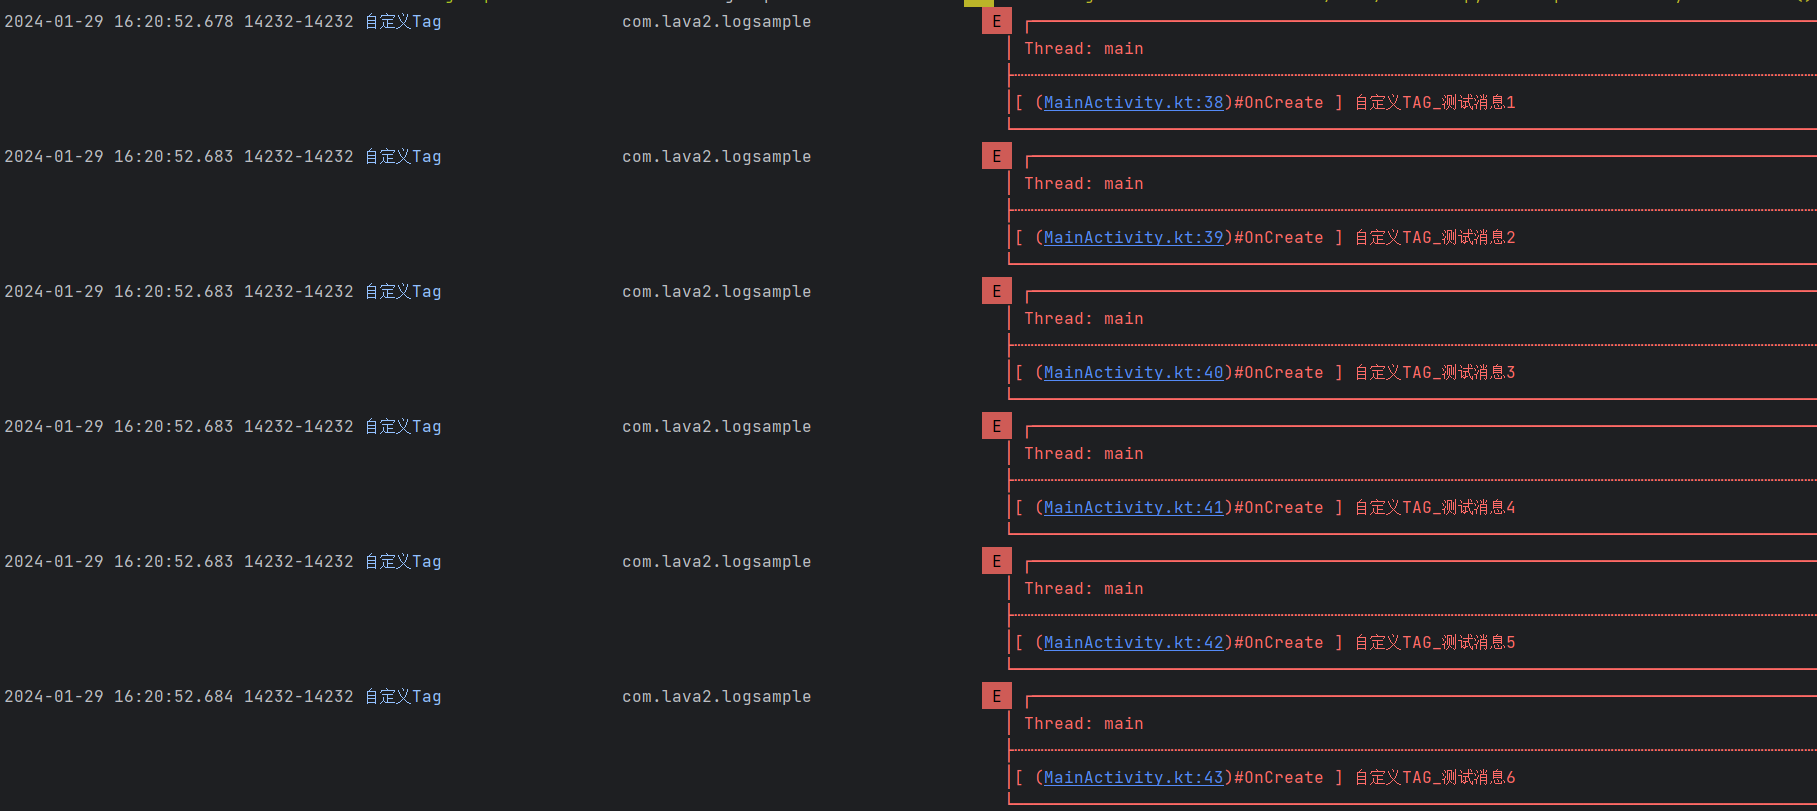 2024-01-29 16:20:52.678 14232-14232 自定义Tag com.lava2.logsample E
Thread: main
[ (MainActivity.kt:38)#OnCreate ] 自定义TAG_测试消息1
2024-01-29 16:20:52.683 14232-14232 自定义Tag com.lava2.logsample E
Thread: main
[ (MainActivity.kt:39)#OnCreate ] 自定义TAG_测试消息2
2024-01-29 16:20:52.683 14232-14232 自定义Tag com.lava2.logsample E
Thread: main
[ (MainActivity.kt:40)#OnCreate ] 自定义TAG_测试消息3
2024-01-29 16:20:52.683 14232-14232 自定义Tag com.lava2.logsample E
Thread: main
[ (MainActivity.kt:41)#OnCreate ] 自定义TAG_测试消息4
2024-01-29 16:20:52.683 14232-14232 自定义Tag com.lava2.logsample E
Thread: main
[ (MainActivity.kt:42)#OnCreate ] 自定义TAG_测试消息5
2024-01-29 16:20:52.684 14232-14232 自定义Tag com.lava2.logsample E
Thread: main
[ (MainActivity.kt:43)#OnCreate ] 自定义TAG_测试消息6